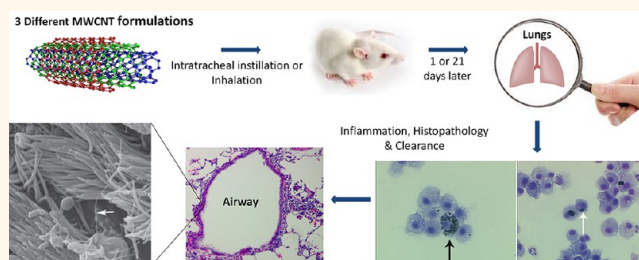 3 Different MWCNT formulations
Intratracheal instillation or
Inhalation
1 or 21
days later
Lungs
Inflammation, Histopathology
& Clearance
Airway